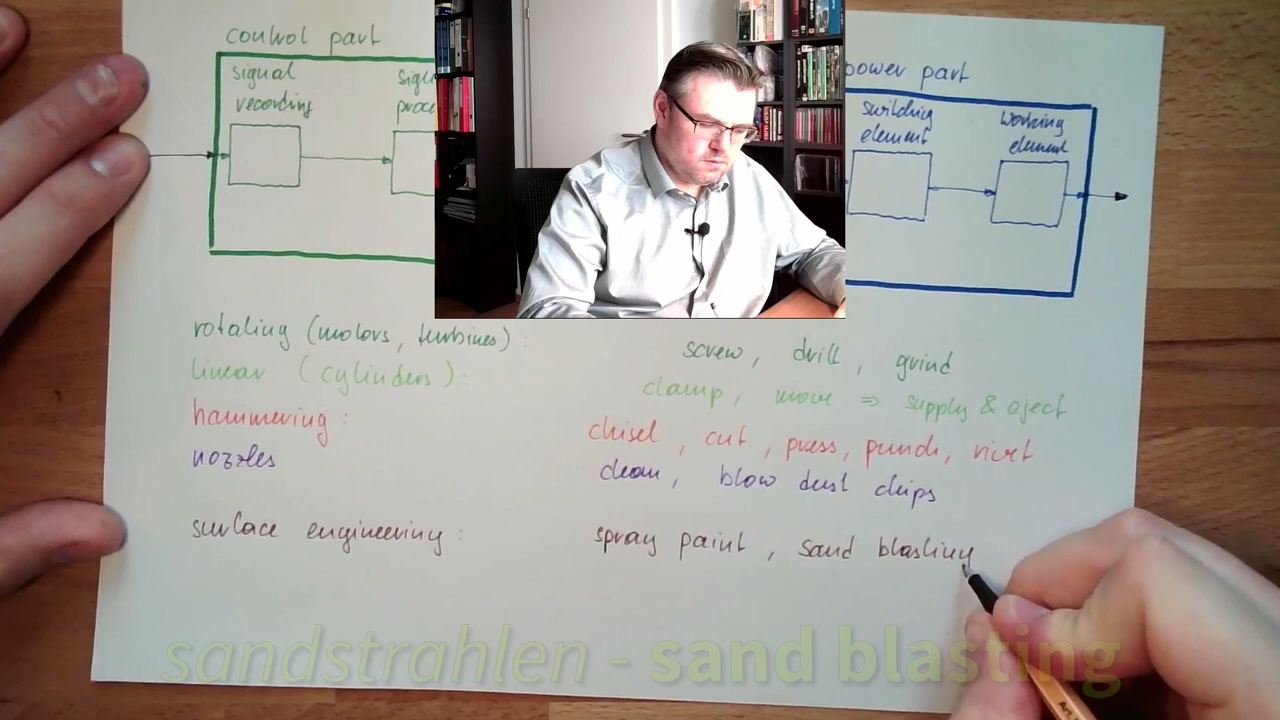 control part
power part
signal recording
switching element
working element
rotating (motors, turbines):
screw, drill, grind
linear (cylinders):
clamp, move ⇒ supply & eject
hammering:
chisel, cut, press, punch, rivet
nozzles
clean, blow dust chips
surface engineering:
spray paint, sand blasting
sandstrahlen - sand blasting